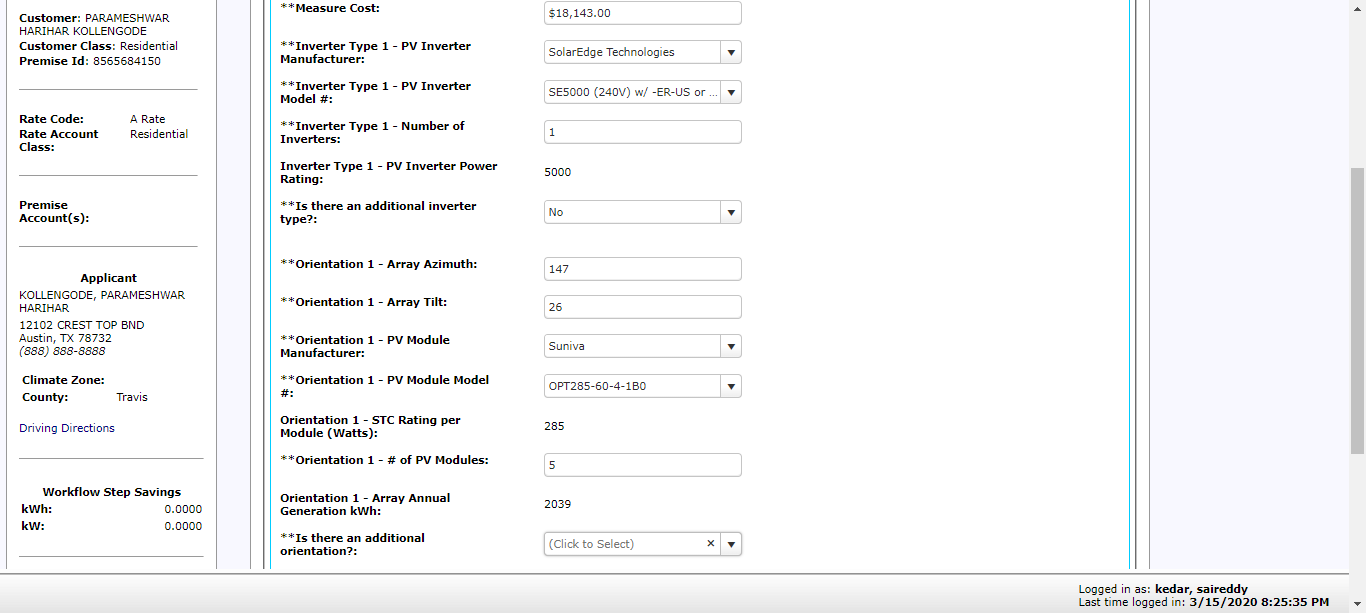 Customer: PARAMESHWAR
HARIHAR KOLLENGODE
Customer Class: Residential
Premise Id: 8565684150
Rate Code: A Rate
Rate Account Residential
Class:
Premise
Account(s):
Applicant
KOLLENGODE, PARAMESHWAR
HARIHAR
12102 CREST TOP BND
Austin, TX 78732
(888) 888-8888
Climate Zone:
County: Travis
Driving Directions
Workflow Step Savings
kWh: 0.0000
kW: 0.0000
**Measure Cost: $18,143.00
**Inverter Type 1 - PV Inverter
Manufacturer: SolarEdge Technologies
**Inverter Type 1 - PV Inverter
Model #: SE5000 (240V) w/ -ER-US or ...
**Inverter Type 1 - Number of
Inverters: 1
Inverter Type 1 - PV Inverter Power
Rating: 5000
**Is there an additional inverter
type?: No
**Orientation 1 - Array Azimuth: 147
**Orientation 1 - Array Tilt: 26
**Orientation 1 - PV Module
Manufacturer: Suniva
**Orientation 1 - PV Module Model
#: OPT285-60-4-1B0
Orientation 1 - STC Rating per
Module (Watts): 285
**Orientation 1 - # of PV Modules: 5
Orientation 1 - Array Annual
Generation kWh: 2039
**Is there an additional
orientation?: (Click to Select)
Logged in as: kedar, saireddy
Last time logged in: 3/15/2020 8:25:35 PM